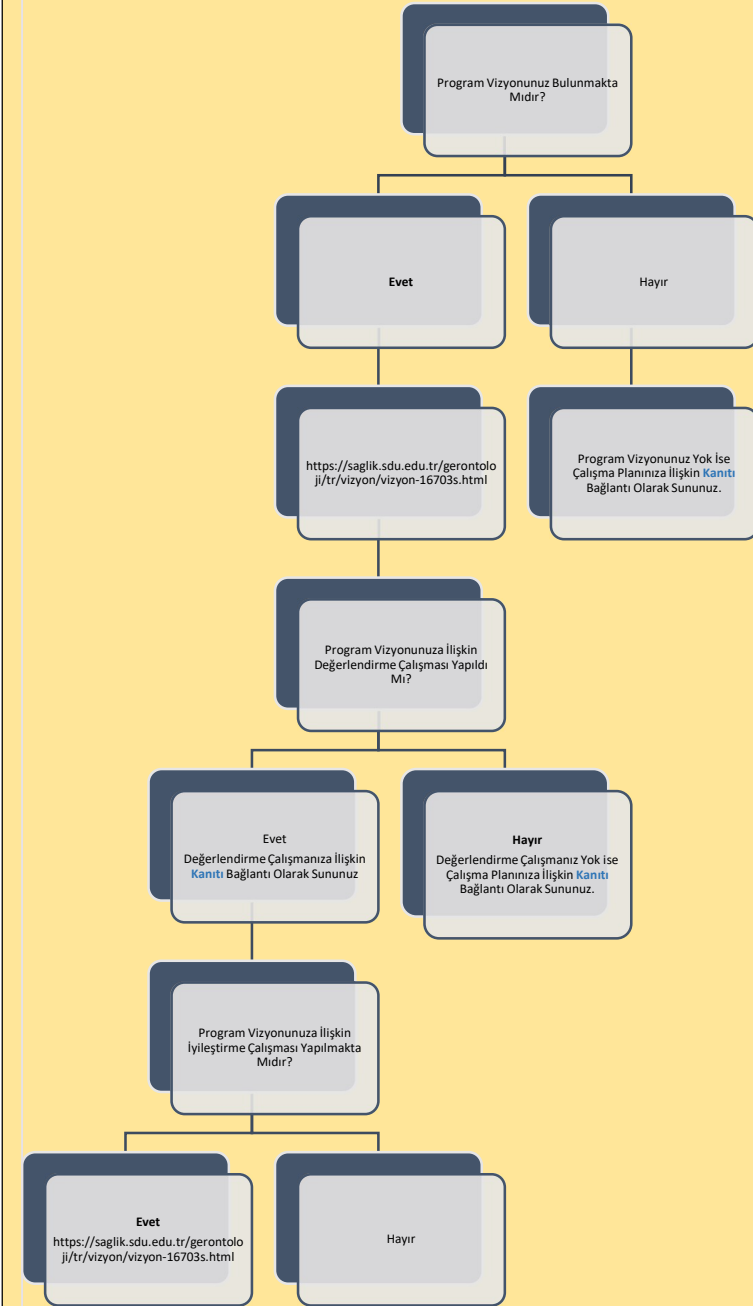 Program Vizyonunuz Bulunmakta
Mıdır?
Evet
Hayır
https://saglik.sdu.edu.tr/gerontolo
ji/tr/vizyon/vizyon-16703s.html
Program Vizyonunuz Yok İse
Çalışma Planınıza İlişkin Kanıtı
Bağlantı Olarak Sununuz.
Program Vizyonunuza İlişkin
Değerlendirme Çalışması Yapıldı
Mı?
Evet
Değerlendirme Çalışmanıza İlişkin
Kanıtı Bağlantı Olarak Sununuz
Hayır
Değerlendirme Çalışmanız Yok ise
Çalışma Planınıza İlişkin Kanıtı
Bağlantı Olarak Sununuz.
Program Vizyonunuza İlişkin
İyileştirme Çalışması Yapılmakta
Mıdır?
Evet
https://saglik.sdu.edu.tr/gerontolo
ji/tr/vizyon/vizyon-16703s.html
Hayır